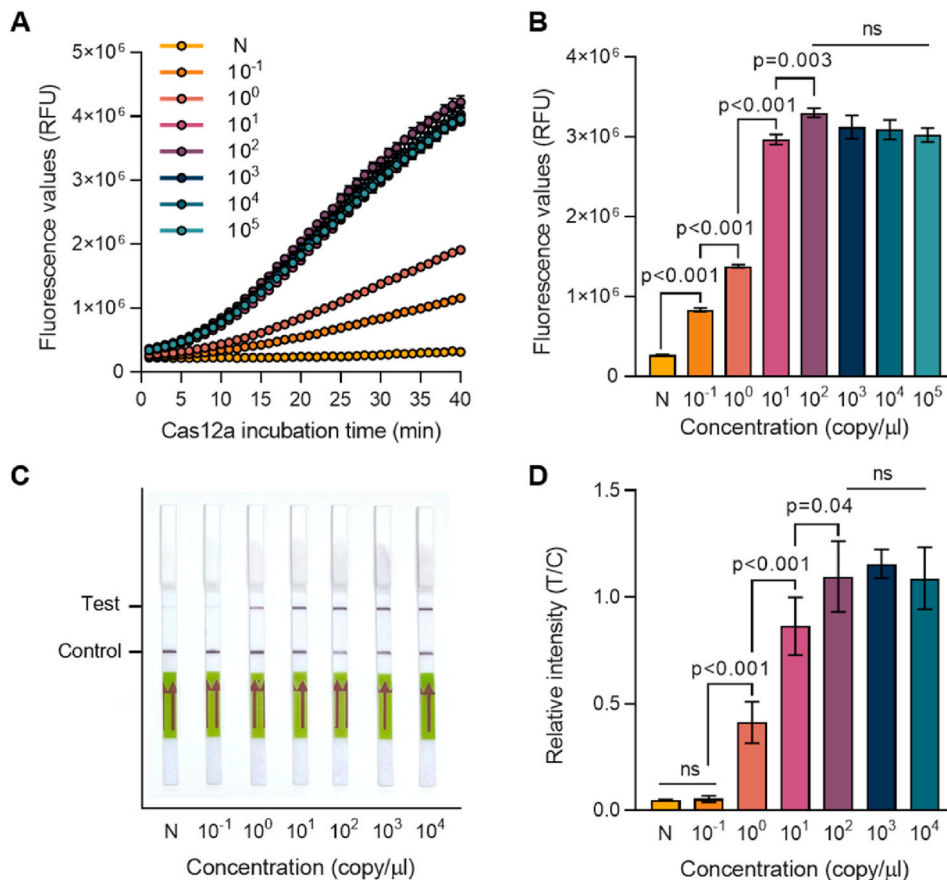 A
5×10⁶
4×10⁶
3×10⁶
2×10⁶
1×10⁶
0
Fluorescence values (RFU)
N
10⁻¹
10⁰
10¹
10²
10³
10⁴
10⁵
0 5 10 15 20 25 30 35 40
Cas12a incubation time (min)
B
4×10⁶
3×10⁶
2×10⁶
1×10⁶
0
Fluorescence values (RFU)
ns
p=0.003
p<0.001
p<0.001
p<0.001
N 10⁻¹ 10⁰ 10¹ 10² 10³ 10⁴ 10⁵
Concentration (copy/µl)
C
Test
Control
N 10⁻¹ 10⁰ 10¹ 10² 10³ 10⁴
Concentration (copy/µl)
D
1.5
1.0
0.5
0.0
Relative intensity (T/C)
ns
p=0.04
p<0.001
p<0.001
ns
N 10⁻¹ 10⁰ 10¹ 10² 10³ 10⁴
Concentration (copy/µl)